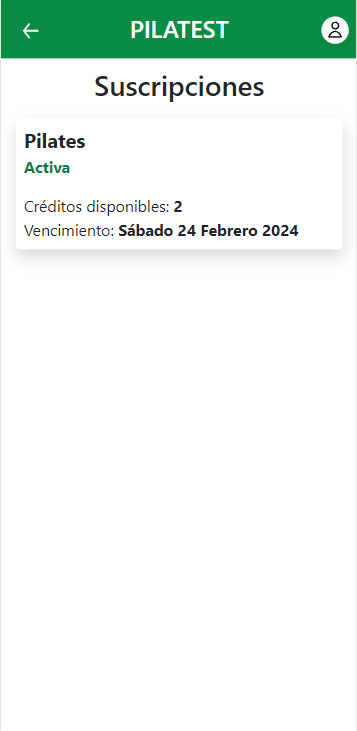 PILATEST
Suscripciones
Pilates
Activa
Créditos disponibles: 2
Vencimiento: Sábado 24 Febrero 2024